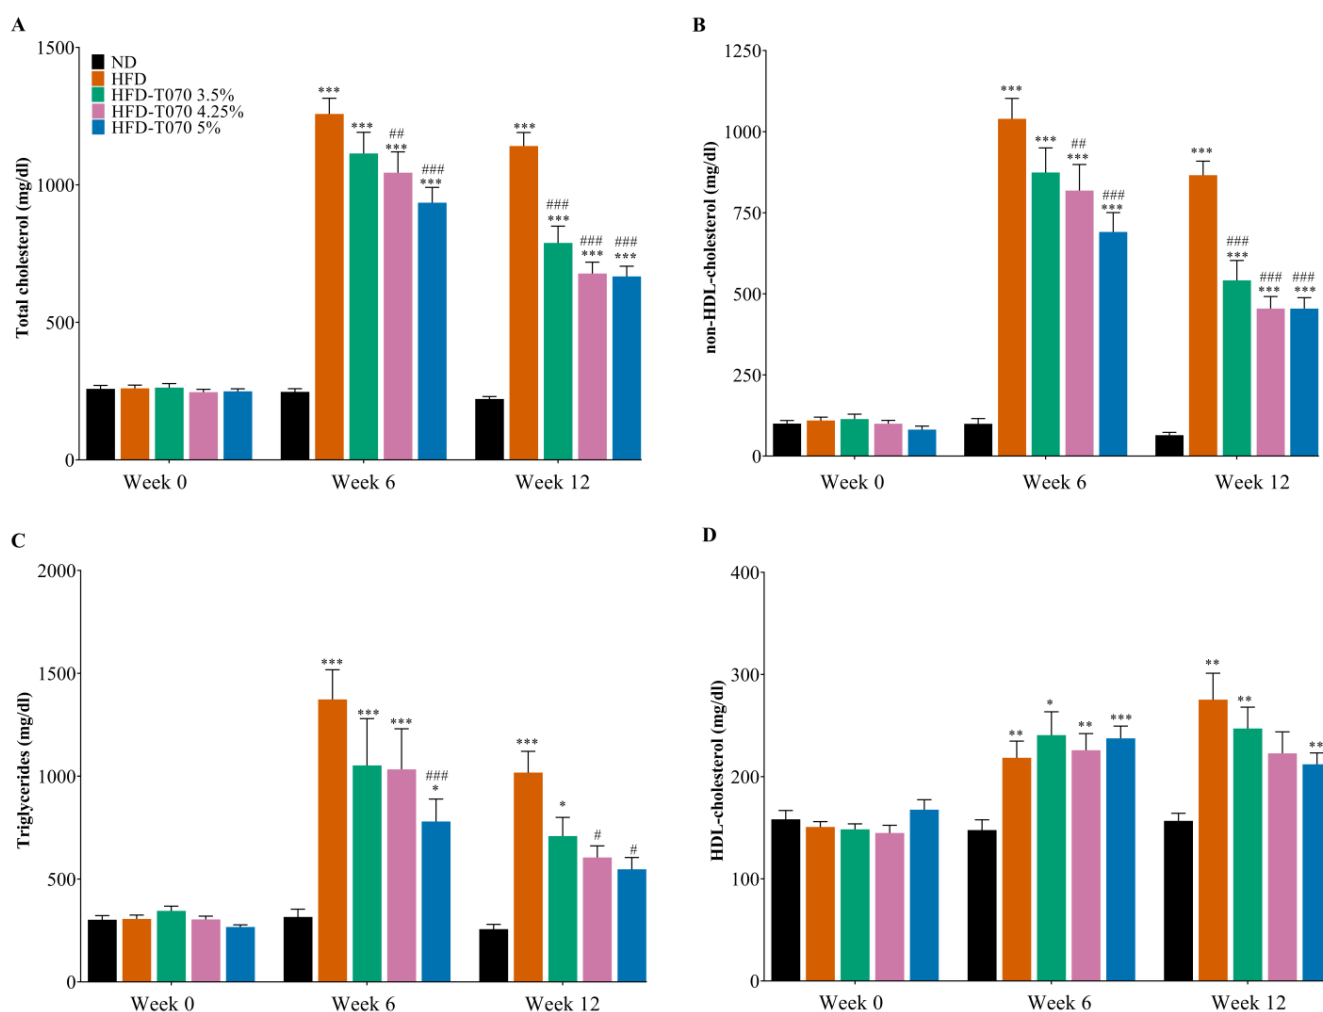 A
Total cholesterol (mg/dl)
1500
1000
500
0
ND
HFD
HFD-T070 3.5%
HFD-T070 4.25%
HFD-T070 5%
***
***
##
***
###
***
***
###
***
###
***
###
***
Week 0
Week 6
Week 12
B
non-HDL-cholesterol (mg/dl)
1250
1000
750
500
250
0
***
***
##
***
###
***
***
###
***
###
***
###
***
Week 0
Week 6
Week 12
C
Triglycerides (mg/dl)
2000
1500
1000
500
0
***
***
***
###
*
***
*
#
#
Week 0
Week 6
Week 12
D
HDL-cholesterol (mg/dl)
400
300
200
100
0
**
*
**
***
**
**
**
Week 0
Week 6
Week 12